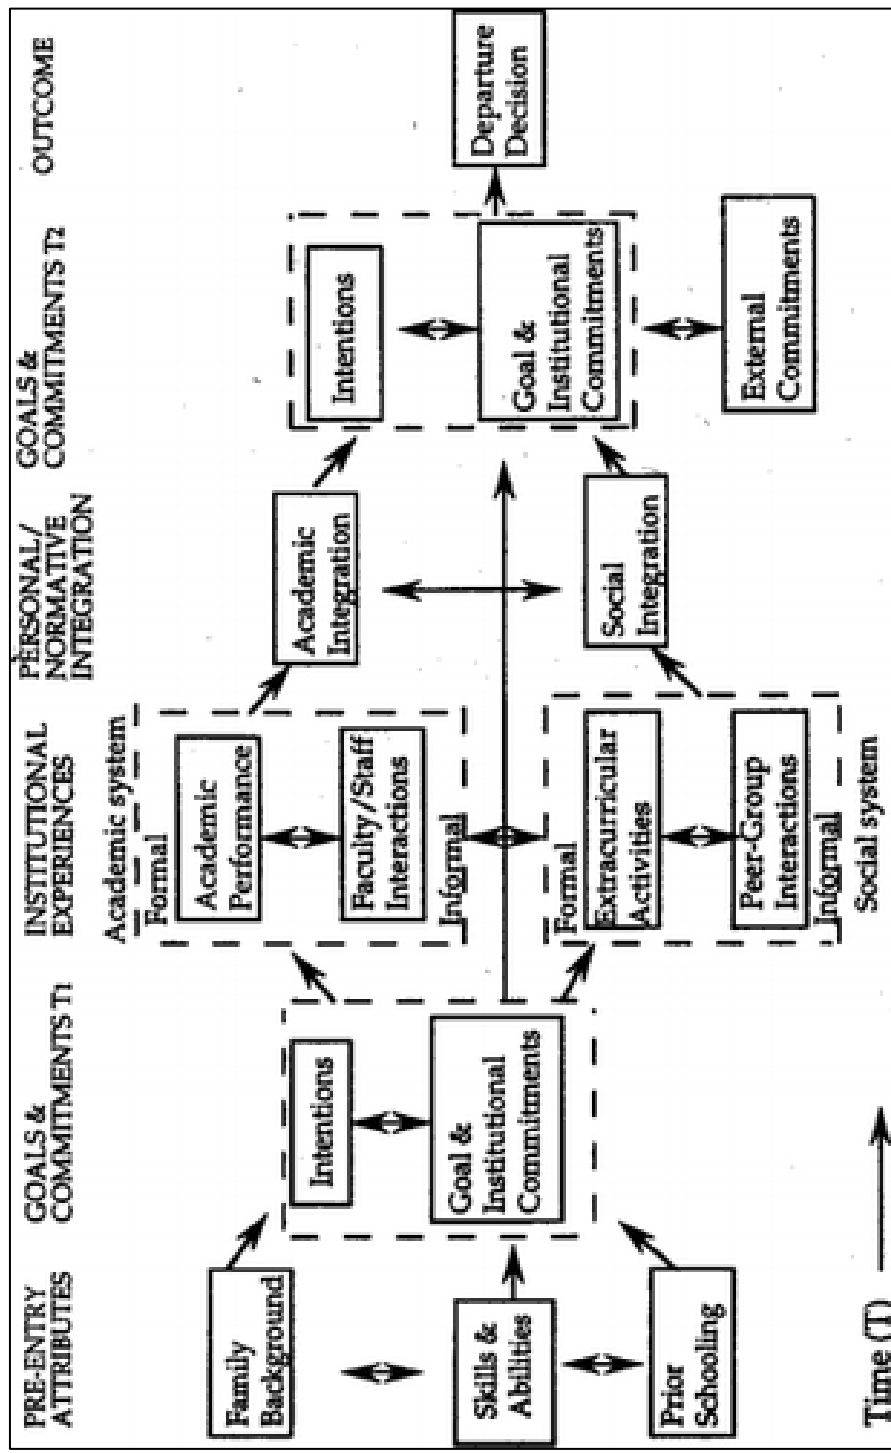 PRE-ENTRY
ATTRIBUTES
GOALS &
COMMITMENTS T1
INSTITUTIONAL
EXPERIENCES
PERSONAL/
NORMATIVE
INTEGRATION
GOALS &
COMMITMENTS T2
OUTCOME
Family
Background
Skills &
Abilities
Prior
Schooling
Intentions
Goal &
Institutional
Commitments
Academic system
Formal
Academic
Performance
Faculty/Staff
Interactions
Informal
Formal
Extracurricular
Activities
Peer-Group
Interactions
Informal
Social system
Academic
Integration
Social
Integration
Intentions
Goal &
Institutional
Commitments
External
Commitments
Departure
Decision
Time (T)